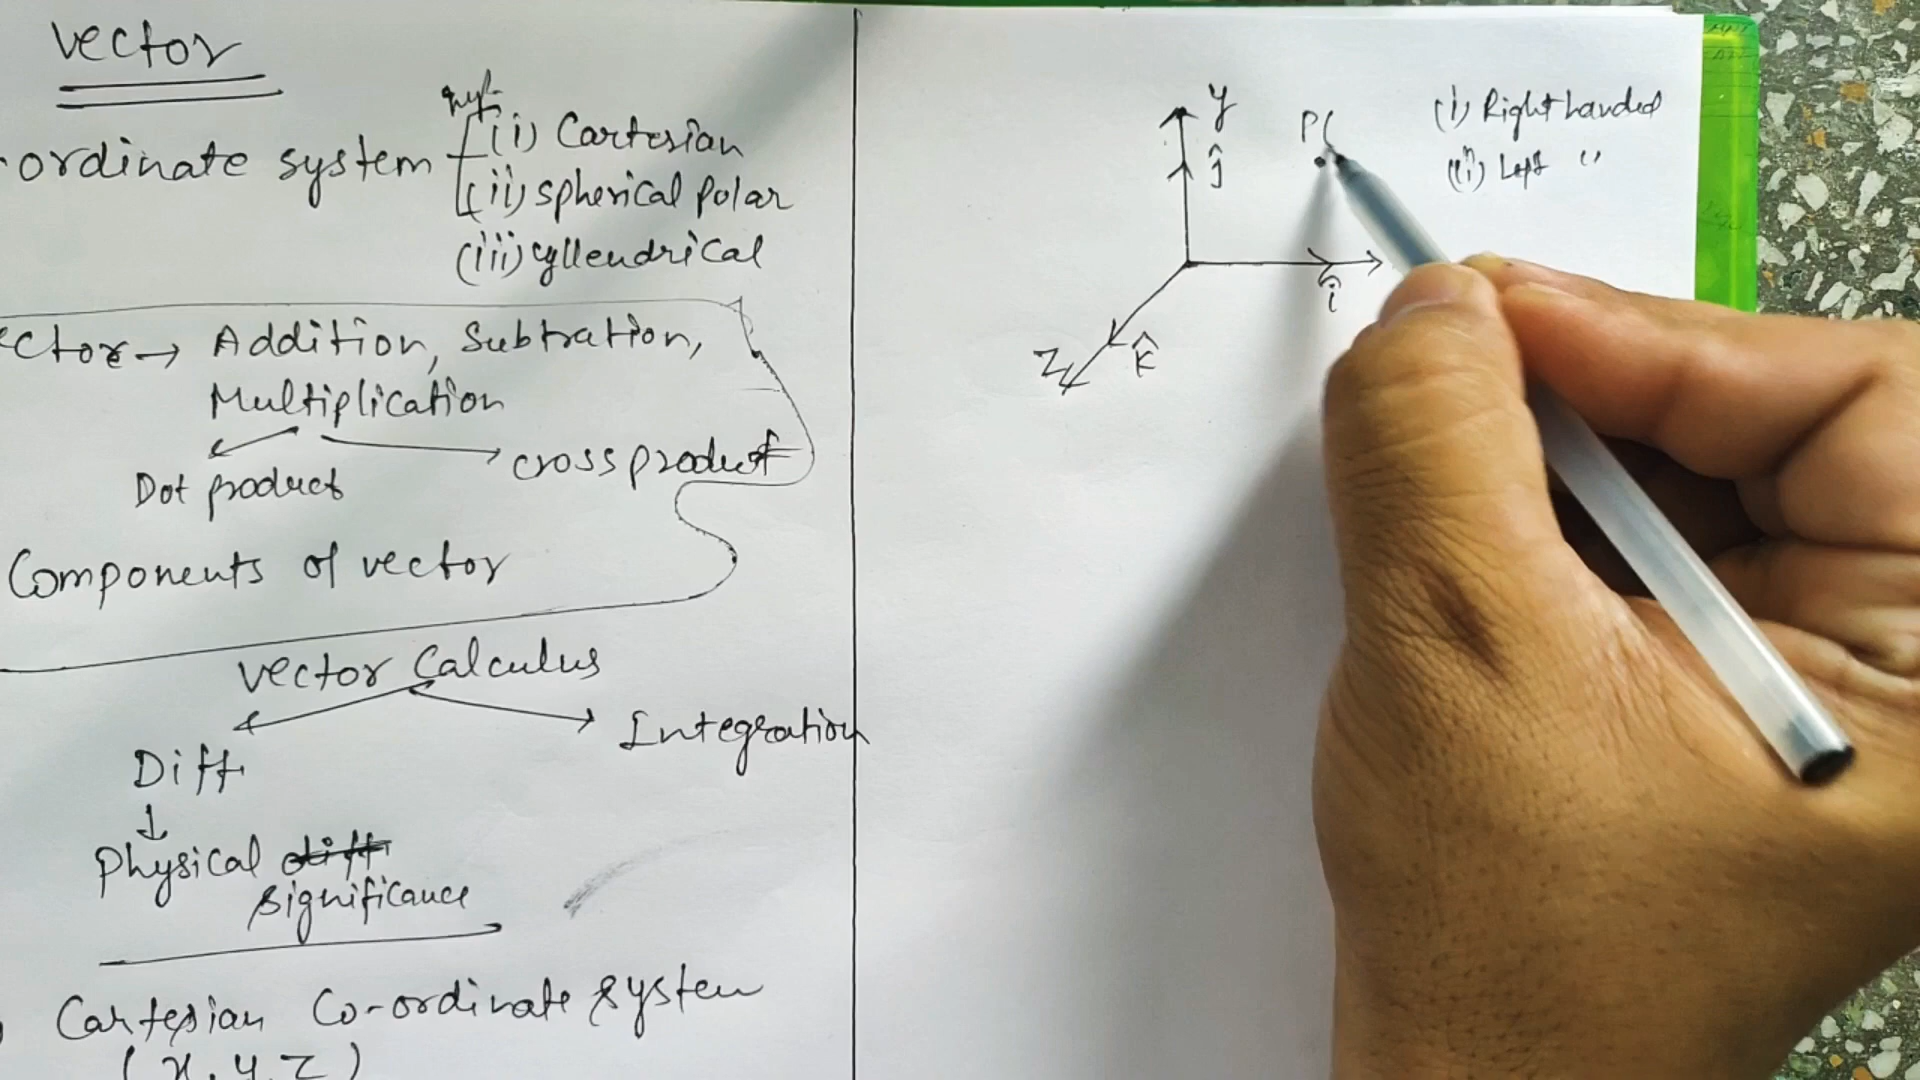 vector
ordinate system
(i) Cartesian
(ii) spherical polar
(iii) cyllendrical
ector → Addition, Subtration,
Multiplication
Dot product
cross product
Components of vector
vector Calculus
Diff
Integration
Physical
significance
Cartesian Co-ordinate system
(x, y, z)
y
ĵ
î
k̂
Z
P(
(i) Right handed
(ii) Left "